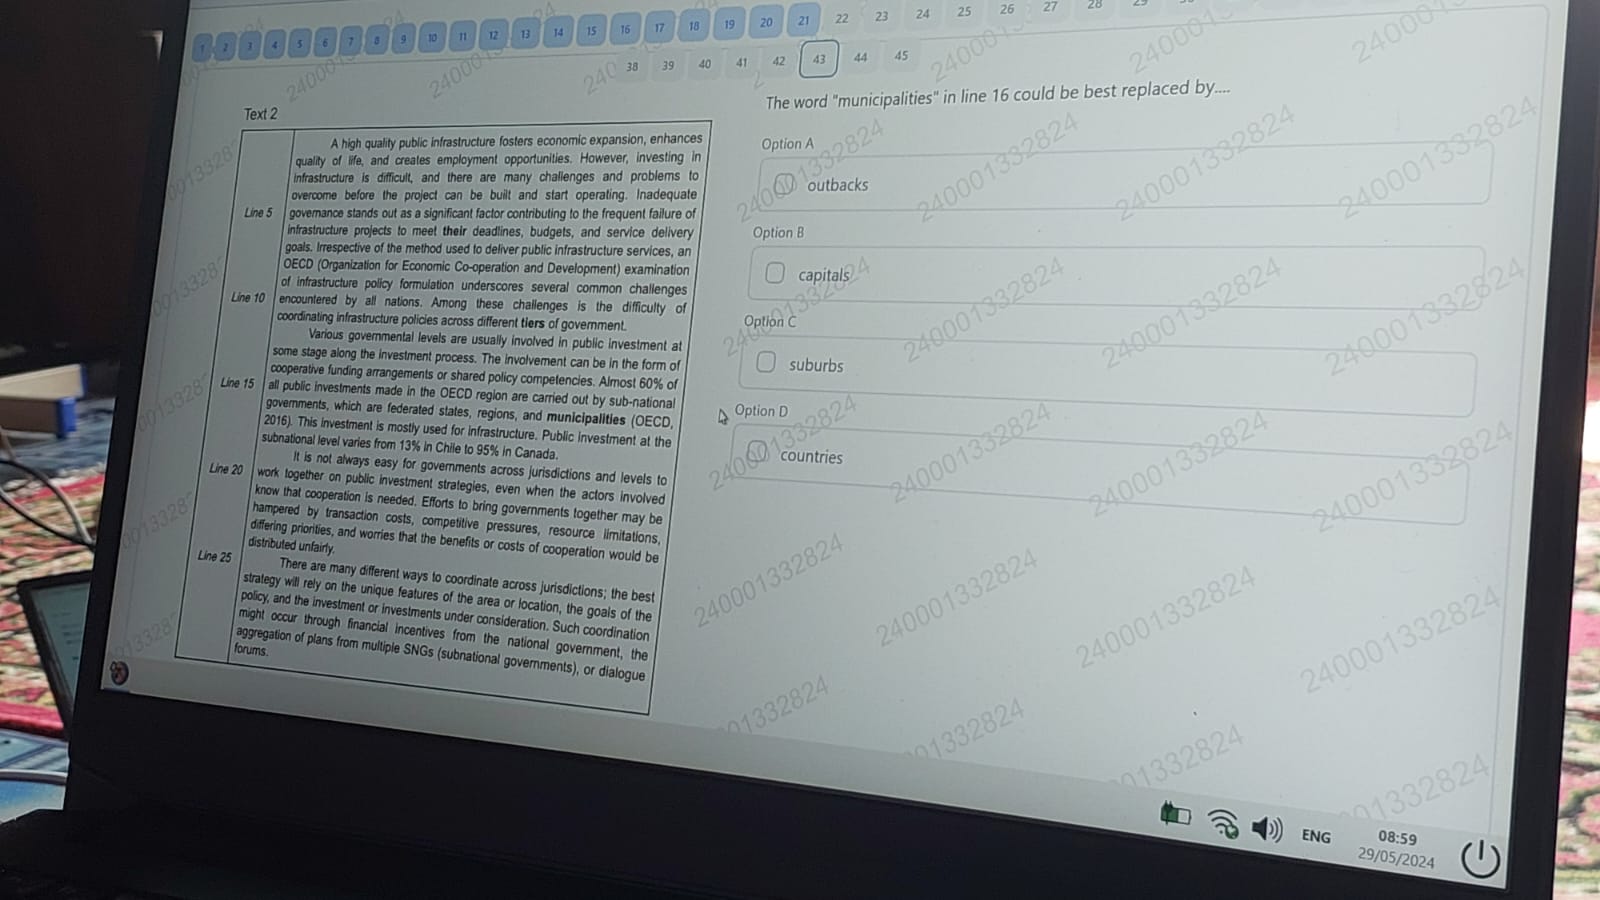 1 2 3 4 5 6 7 8 9 10 11 12 13 14 15 16 17 18 19 20 21 22 23 24 25 26 27 28 29
38 39 40 41 42 43 44 45
Text 2
A high quality public infrastructure fosters economic expansion, enhances
quality of life, and creates employment opportunities. However, investing in
infrastructure is difficult, and there are many challenges and problems to
overcome before the project can be built and start operating. Inadequate
Line 5 governance stands out as a significant factor contributing to the frequent failure of
infrastructure projects to meet their deadlines, budgets, and service delivery
goals. Irrespective of the method used to deliver public infrastructure services, an
OECD (Organization for Economic Co-operation and Development) examination
of infrastructure policy formulation underscores several common challenges
Line 10 encountered by all nations. Among these challenges is the difficulty of
coordinating infrastructure policies across different tiers of government.
Various governmental levels are usually involved in public investment at
some stage along the investment process. The involvement can be in the form of
cooperative funding arrangements or shared policy competencies. Almost 60% of
Line 15 all public investments made in the OECD region are carried out by sub-national
governments, which are federated states, regions, and municipalities (OECD,
2016). This investment is mostly used for infrastructure. Public investment at the
subnational level varies from 13% in Chile to 95% in Canada.
It is not always easy for governments across jurisdictions and levels to
Line 20 work together on public investment strategies, even when the actors involved
know that cooperation is needed. Efforts to bring governments together may be
hampered by transaction costs, competitive pressures, resource limitations,
differing priorities, and worries that the benefits or costs of cooperation would be
distributed unfairly.
Line 25 There are many different ways to coordinate across jurisdictions; the best
strategy will rely on the unique features of the area or location, the goals of the
policy, and the investment or investments under consideration. Such coordination
might occur through financial incentives from the national government, the
aggregation of plans from multiple SNGs (subnational governments), or dialogue
forums.
The word "municipalities" in line 16 could be best replaced by....
Option A
outbacks
Option B
capitals
Option C
suburbs
Option D
countries
240001332824
ENG
08:59
29/05/2024